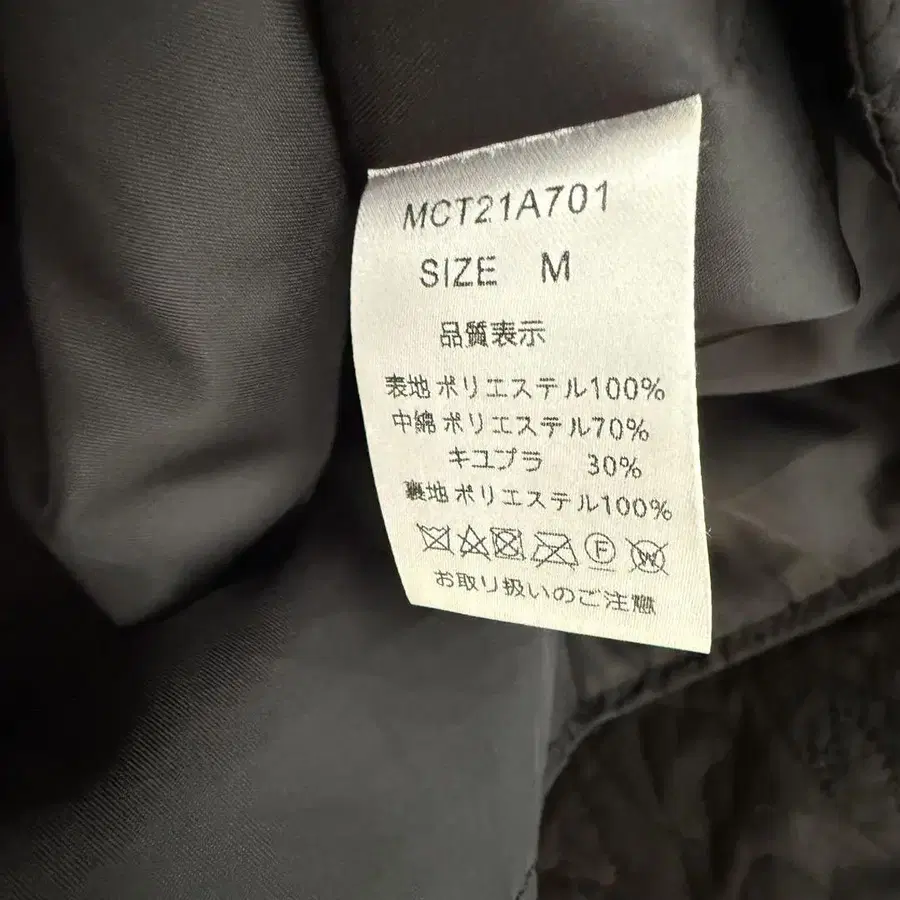 MCT21A701
SIZE M
品質表示
表地 ポリエステル100%
中綿 ポリエステル70%
キュプラ 30%
裏地 ポリエステル100%
F W
お取り扱いのご注意